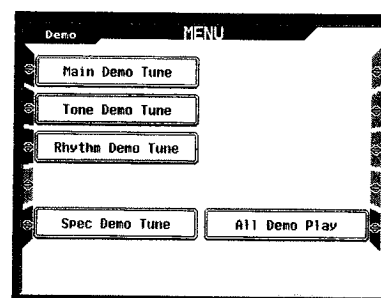 Demo MENU
Main Demo Tune
Tone Demo Tune
Rhythm Demo Tune
Spec Demo Tune All Demo Play